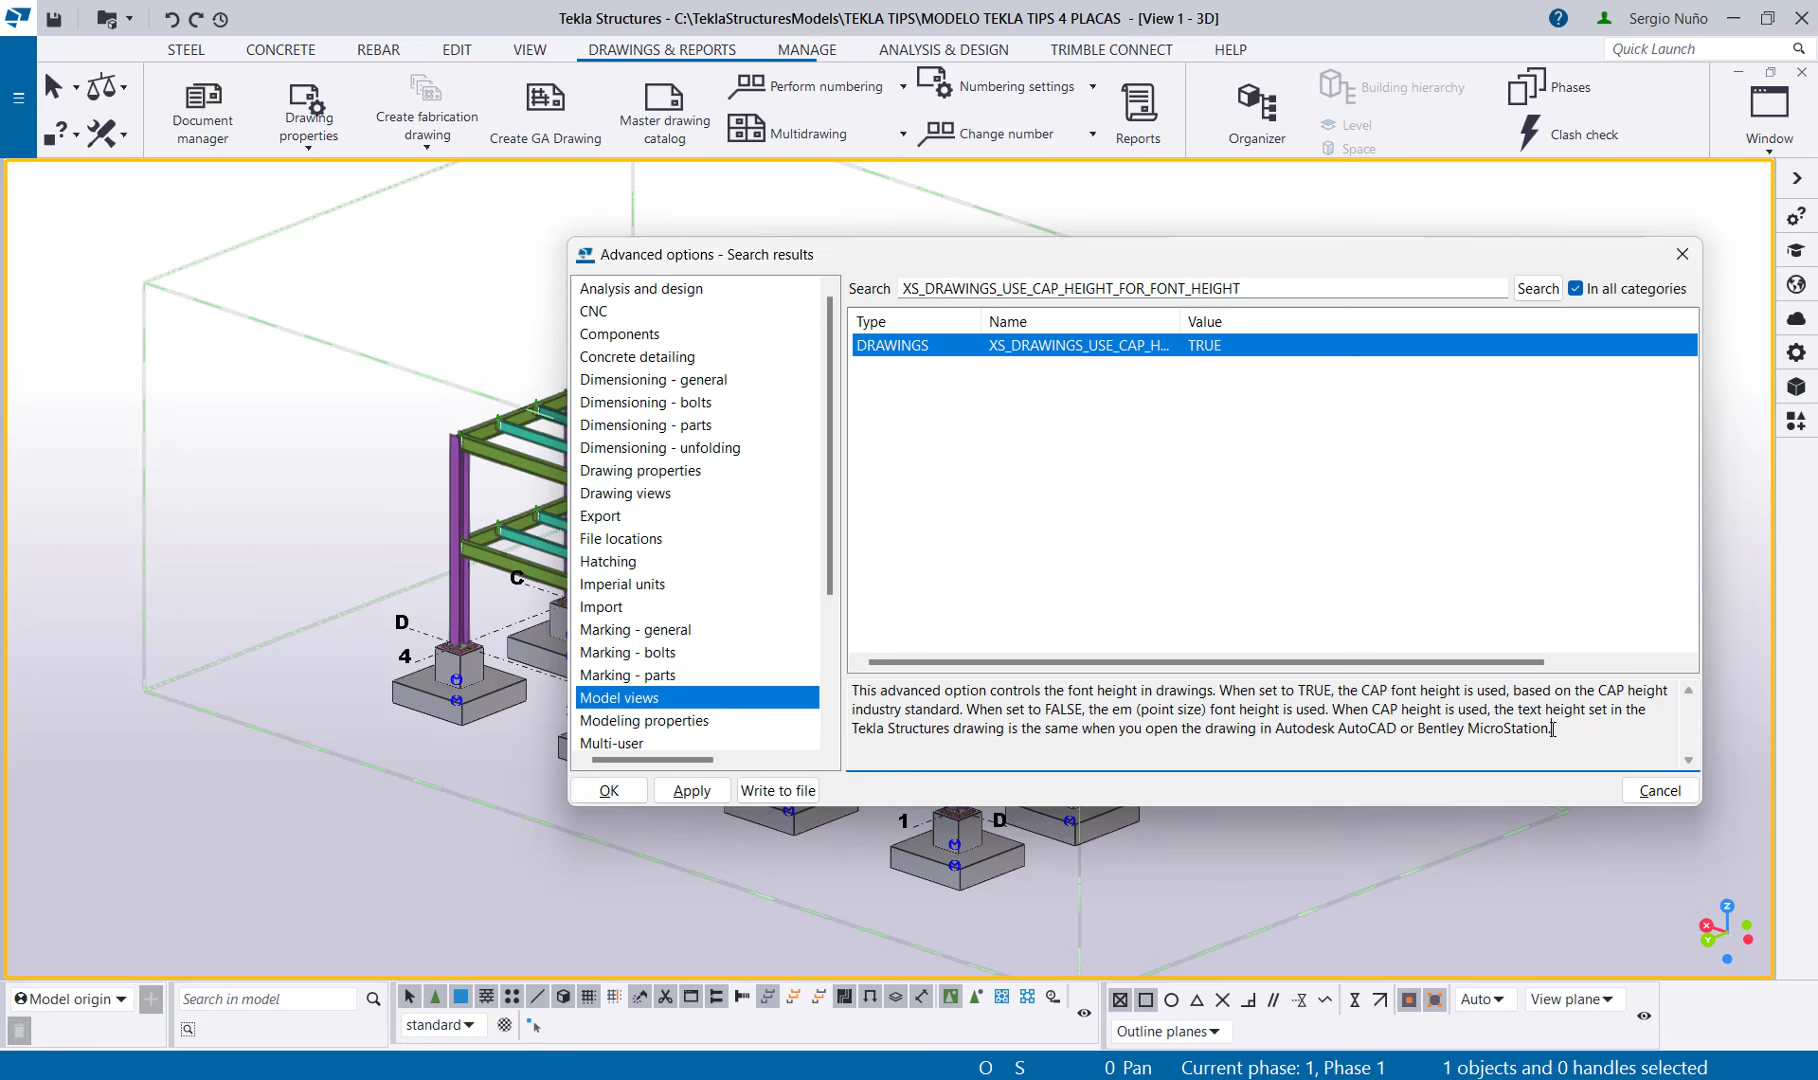 Tekla Structures - C:\TeklaStructuresModels\TEKLA TIPS\MODELO TEKLA TIPS 4 PLACAS - [View 1 - 3D]
Sergio Nuño
STEEL CONCRETE REBAR EDIT VIEW DRAWINGS & REPORTS MANAGE ANALYSIS & DESIGN TRIMBLE CONNECT HELP
Quick Launch
Document manager
Drawing properties
Create fabrication drawing
Create GA Drawing
Master drawing catalog
Perform numbering
Multidrawing
Numbering settings
Change number
Reports
Organizer
Building hierarchy
Level
Space
Phases
Clash check
Window
Advanced options - Search results
Analysis and design
CNC
Components
Concrete detailing
Dimensioning - general
Dimensioning - bolts
Dimensioning - parts
Dimensioning - unfolding
Drawing properties
Drawing views
Export
File locations
Hatching
Imperial units
Import
Marking - general
Marking - bolts
Marking - parts
Model views
Modeling properties
Multi-user
Search XS_DRAWINGS_USE_CAP_HEIGHT_FOR_FONT_HEIGHT Search In all categories
Type Name Value
DRAWINGS XS_DRAWINGS_USE_CAP_H... TRUE
This advanced option controls the font height in drawings. When set to TRUE, the CAP font height is used, based on the CAP height
industry standard. When set to FALSE, the em (point size) font height is used. When CAP height is used, the text height set in the
Tekla Structures drawing is the same when you open the drawing in Autodesk AutoCAD or Bentley MicroStation.
OK Apply Write to file Cancel
C
D
4
1 D
Z
X
Y
Model origin
Search in model
standard
Auto
View plane
Outline planes
O S 0 Pan Current phase: 1, Phase 1 1 objects and 0 handles selected